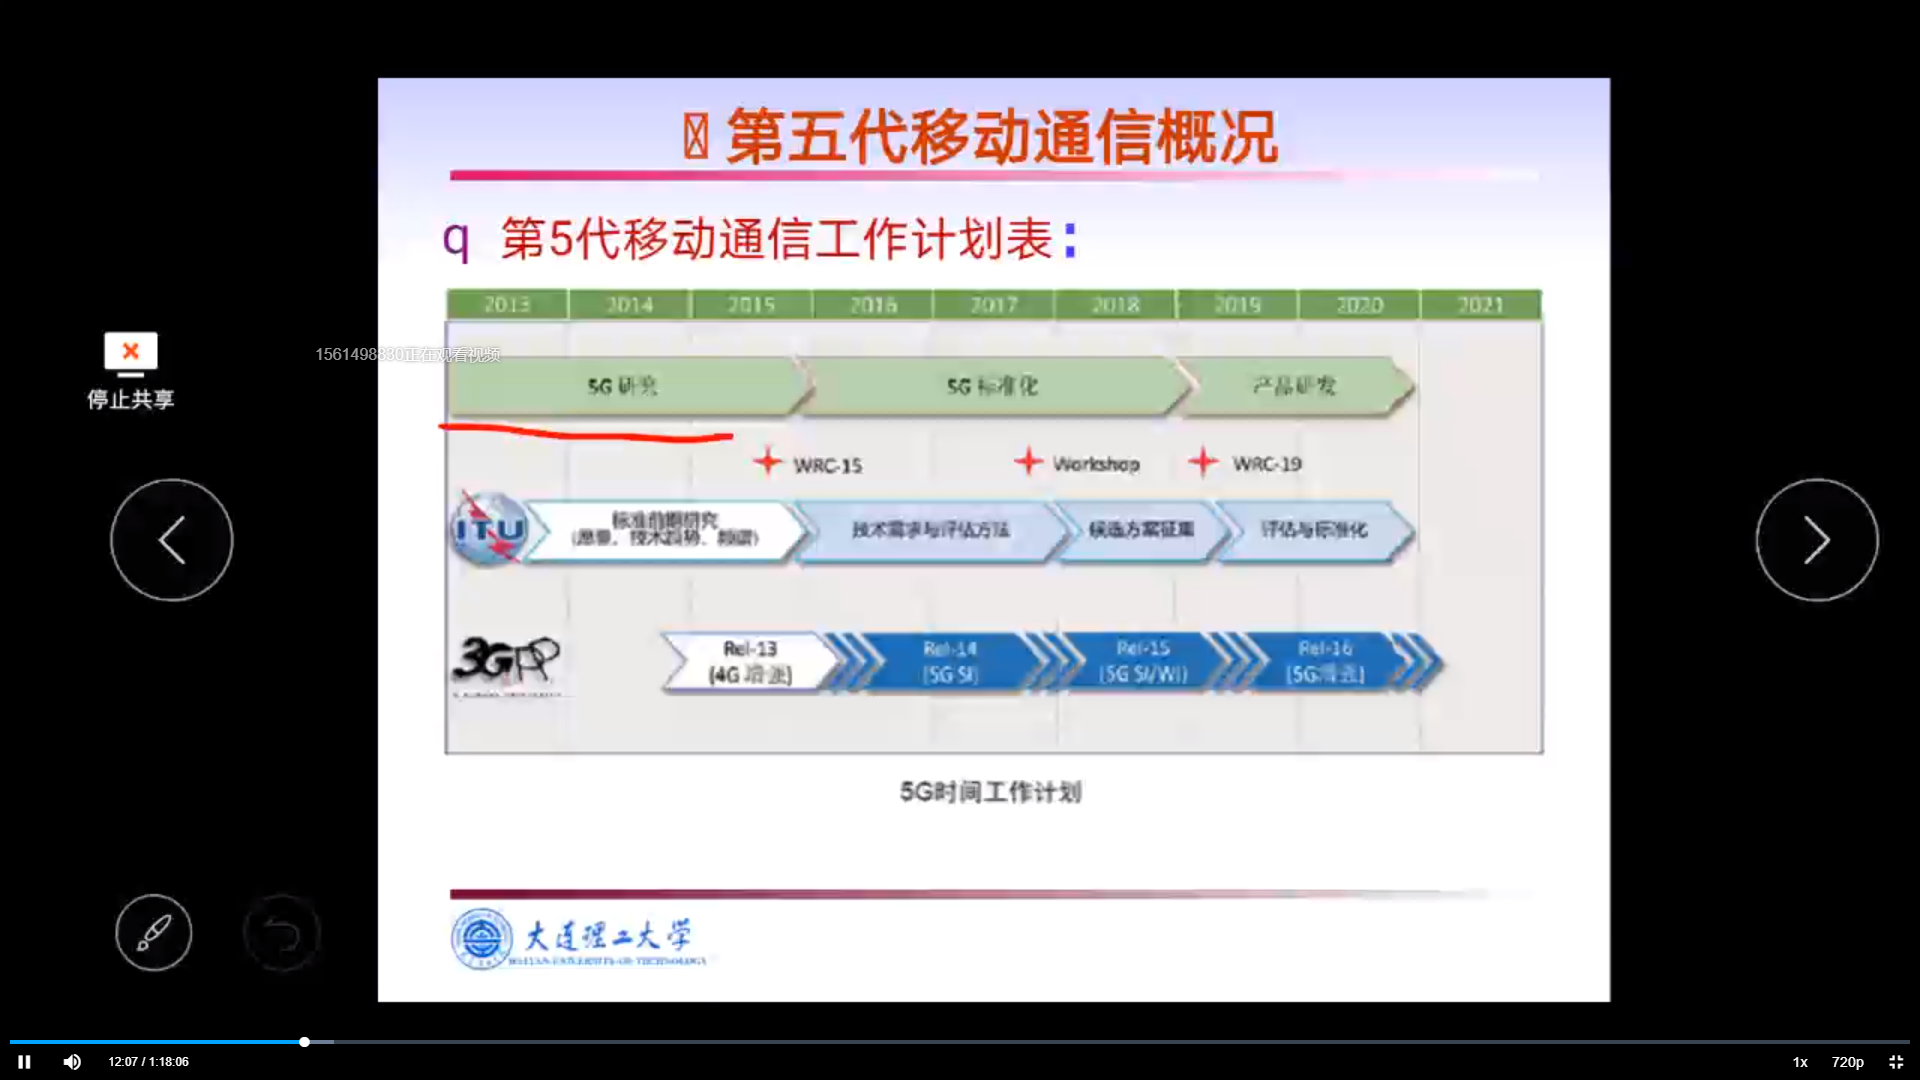 第五代移动通信概况
q 第5代移动通信工作计划表：
2013 2014 2015 2016 2017 2018 2019 2020 2021
1561498830正在观看视频
停止共享
5G 研究 5G 标准化 产品研发
WRC-15 Workshop WRC-19
ITU 标准前期研究 技术需求与评估方法 候选方案征集 评估与标准化
(愿景、技术趋势、频谱)
3GPP Rel-13 Rel-14 Rel-15 Rel-16
(4G 增强) (5G SI) (5G SI/WI) (5G增强)
5G时间工作计划
大连理工大学
DALIAN UNIVERSITY OF TECHNOLOGY
12:07 / 1:18:06 1x 720p